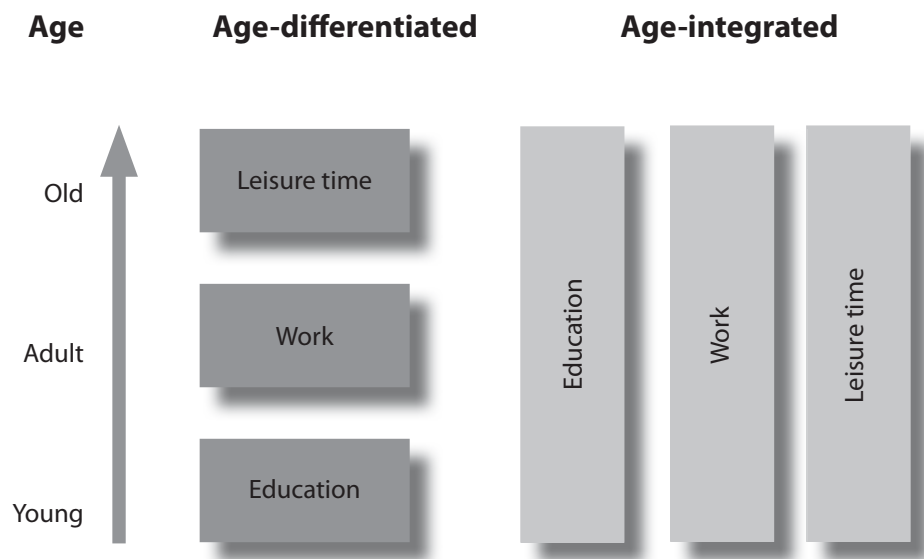 Age
Age-differentiated
Age-integrated
Old
Leisure time
Adult
Work
Young
Education
Education
Work
Leisure time